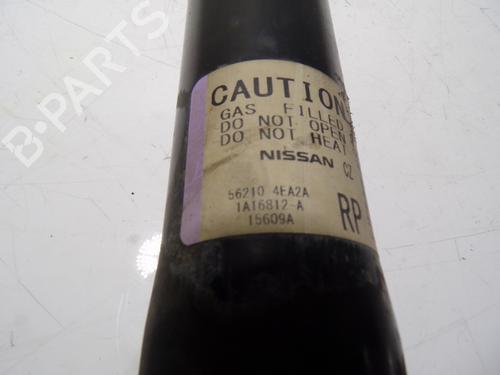 CAUTION
GAS FILLED
DO NOT OPEN
DO NOT HEAT
NISSAN CZ
56210 4EA2A
1A16812-A
15609A
RP
B-PARTS